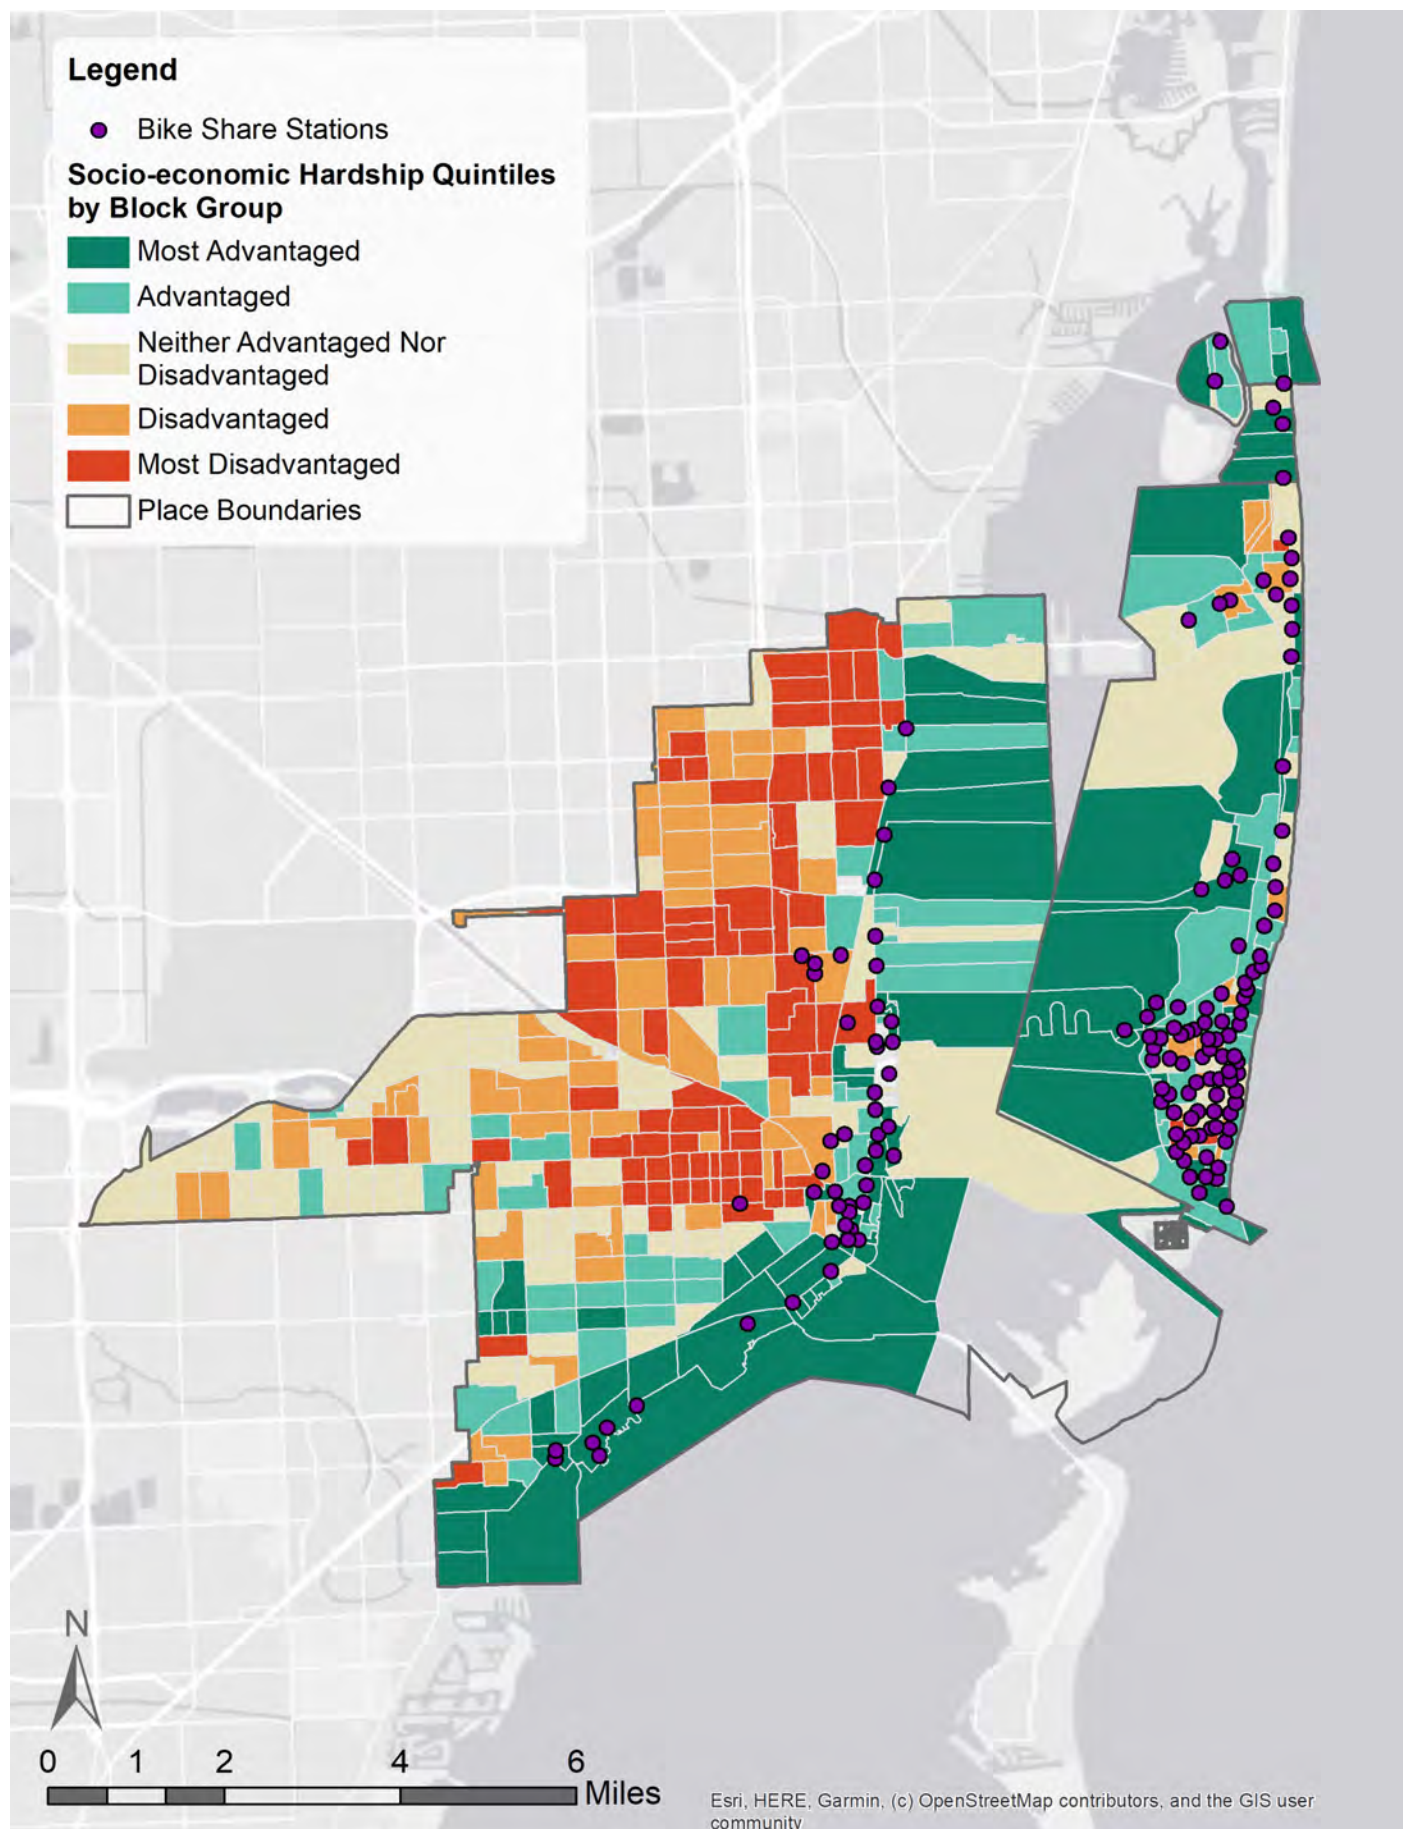 Legend
Bike Share Stations
Socio-economic Hardship Quintiles
by Block Group
Most Advantaged
Advantaged
Neither Advantaged Nor
Disadvantaged
Disadvantaged
Most Disadvantaged
Place Boundaries
N
0 1 2 4 6
Miles
Esri, HERE, Garmin, (c) OpenStreetMap contributors, and the GIS user
community